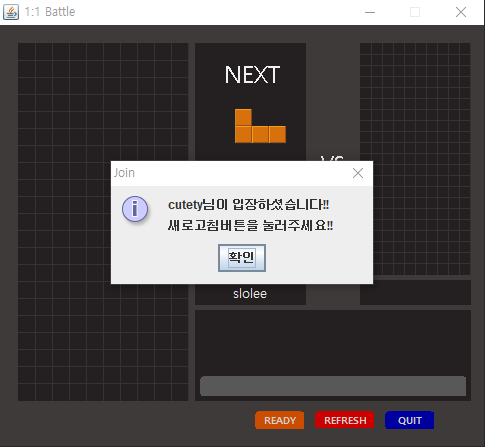 1:1 Battle
NEXT
VS
Join
cutety님이 입장하셨습니다!!
새로고침버튼을 눌러주세요!!
확인
slolee
READY
REFRESH
QUIT